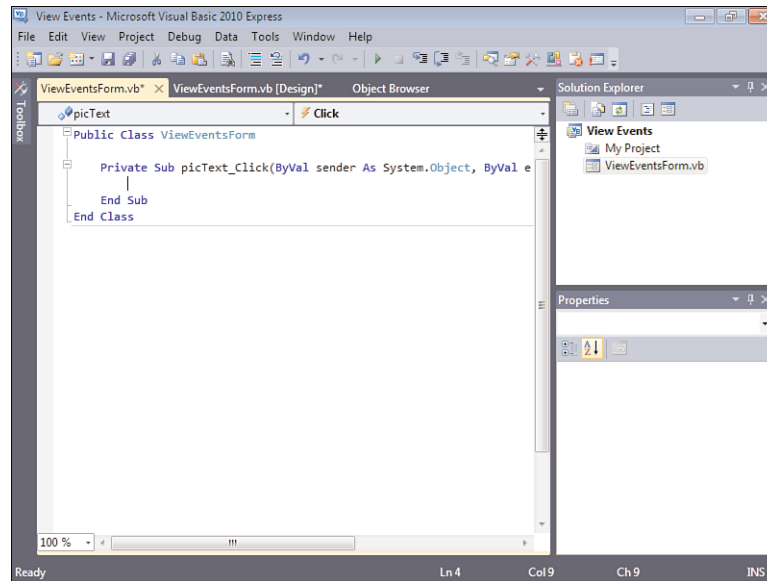 View Events - Microsoft Visual Basic 2010 Express
File Edit View Project Debug Data Tools Window Help
Toolbox
ViewEventsForm.vb* ViewEventsForm.vb [Design]* Object Browser
picText Click
Public Class ViewEventsForm
Private Sub picText_Click(ByVal sender As System.Object, ByVal e
End Sub
End Class
100 %
Solution Explorer
View Events
My Project
ViewEventsForm.vb
Properties
Ready Ln 4 Col 9 Ch 9 INS